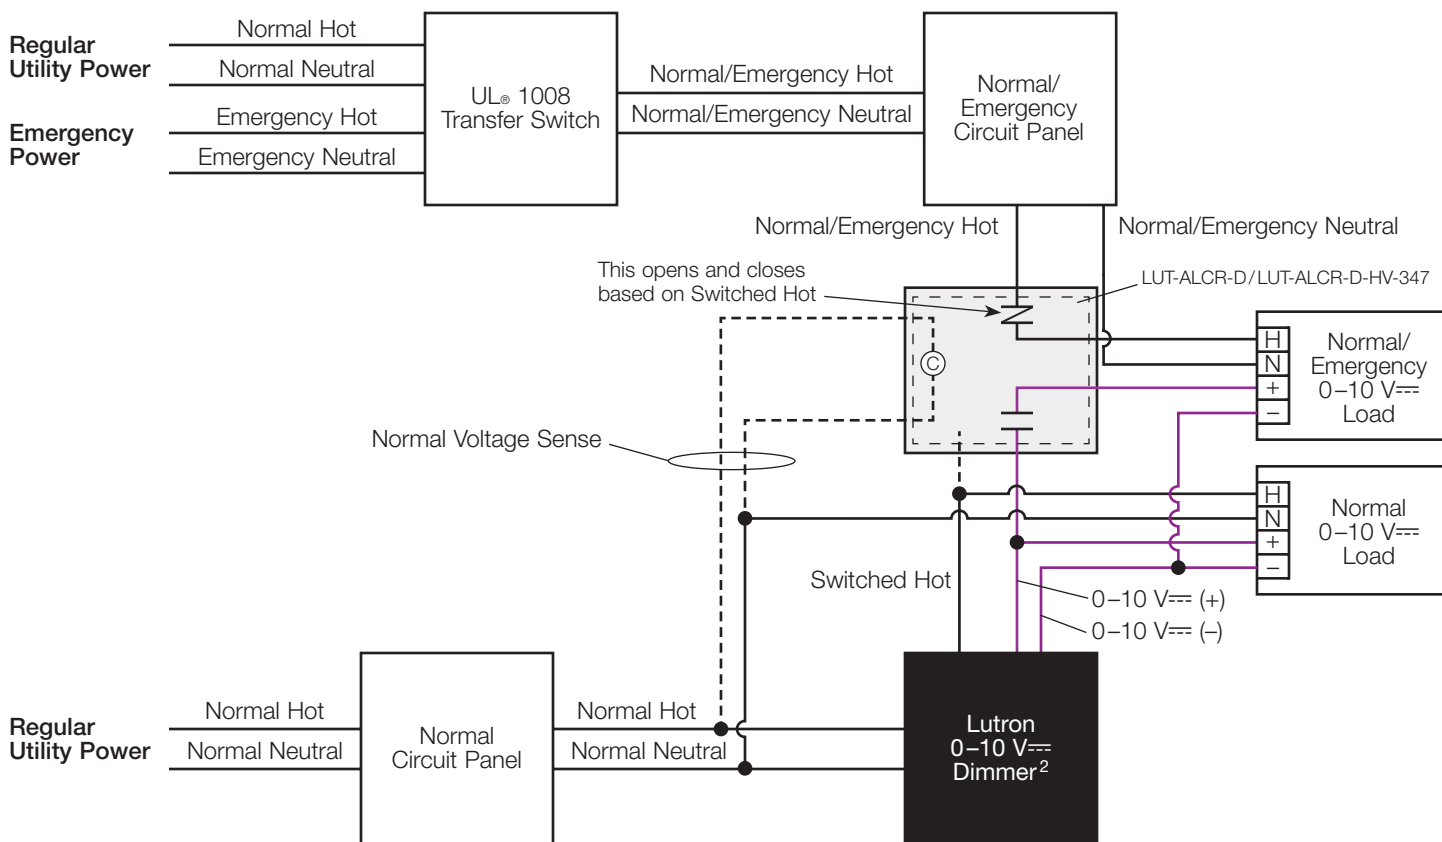 Regular
Utility Power
Normal Hot
Normal Neutral
Emergency
Power
Emergency Hot
Emergency Neutral
UL® 1008
Transfer Switch
Normal/Emergency Hot
Normal/Emergency Neutral
Normal/
Emergency
Circuit Panel
Normal/Emergency Hot
Normal/Emergency Neutral
This opens and closes
based on Switched Hot
LUT-ALCR-D/LUT-ALCR-D-HV-347
C
H
N
+
–
Normal/
Emergency
0–10 V⎓
Load
Normal Voltage Sense
H
N
+
–
Normal
0–10 V⎓
Load
Switched Hot
0–10 V⎓ (+)
0–10 V⎓ (–)
Regular
Utility Power
Normal Hot
Normal Neutral
Normal
Circuit Panel
Normal Hot
Normal Neutral
Lutron
0–10 V⎓
Dimmer²